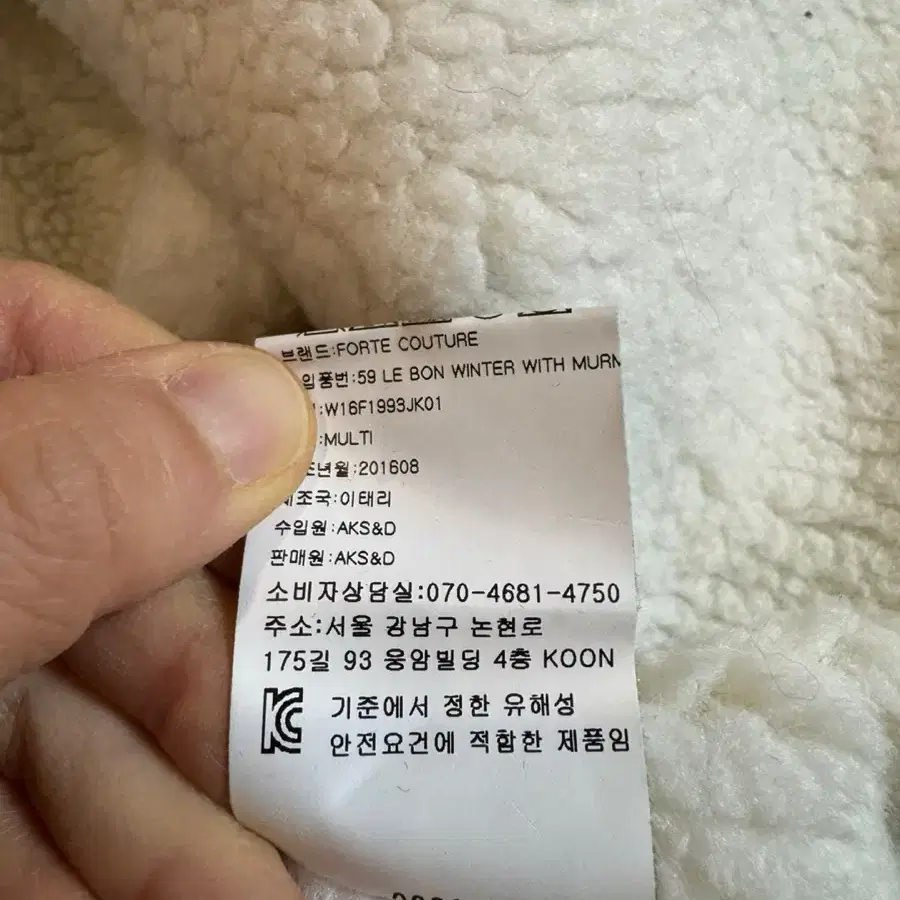 브랜드:FORTE COUTURE
입품번:59 LE BON WINTER WITH MURM
:W16F1993JK01
:MULTI
조년월:201608
제조국:이태리
수입원:AKS&D
판매원:AKS&D
소비자상담실:070-4681-4750
주소:서울 강남구 논현로
175길 93 웅암빌딩 4층 KOON
KC 기준에서 정한 유해성
안전요건에 적합한 제품임